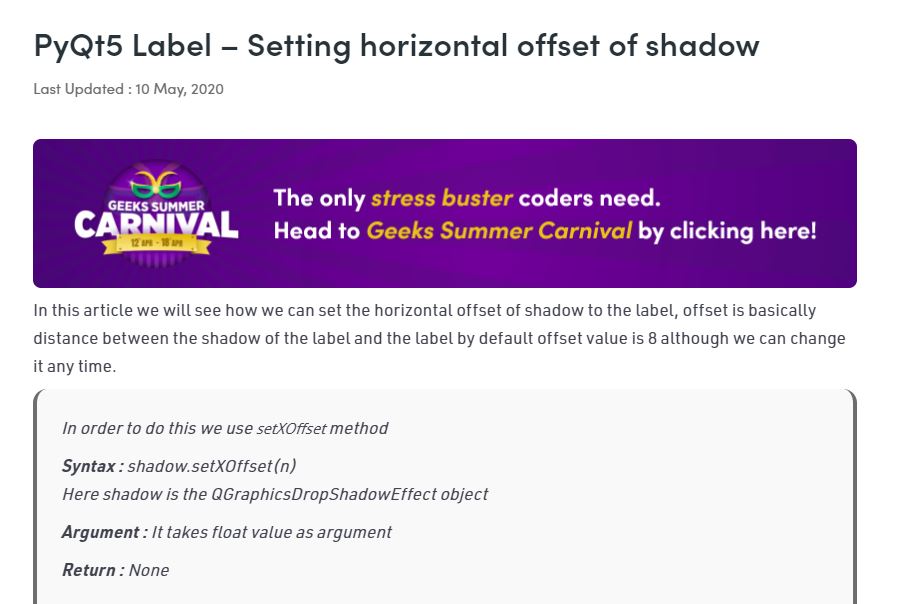 PyQt5 Label – Setting horizontal offset of shadow
Last Updated : 10 May, 2020
GEEKS SUMMER
CARNIVAL
12 APR - 18 APR
The only stress buster coders need.
Head to Geeks Summer Carnival by clicking here!
In this article we will see how we can set the horizontal offset of shadow to the label, offset is basically
distance between the shadow of the label and the label by default offset value is 8 although we can change
it any time.
In order to do this we use setXOffset method
Syntax : shadow.setXOffset(n)
Here shadow is the QGraphicsDropShadowEffect object
Argument : It takes float value as argument
Return : None